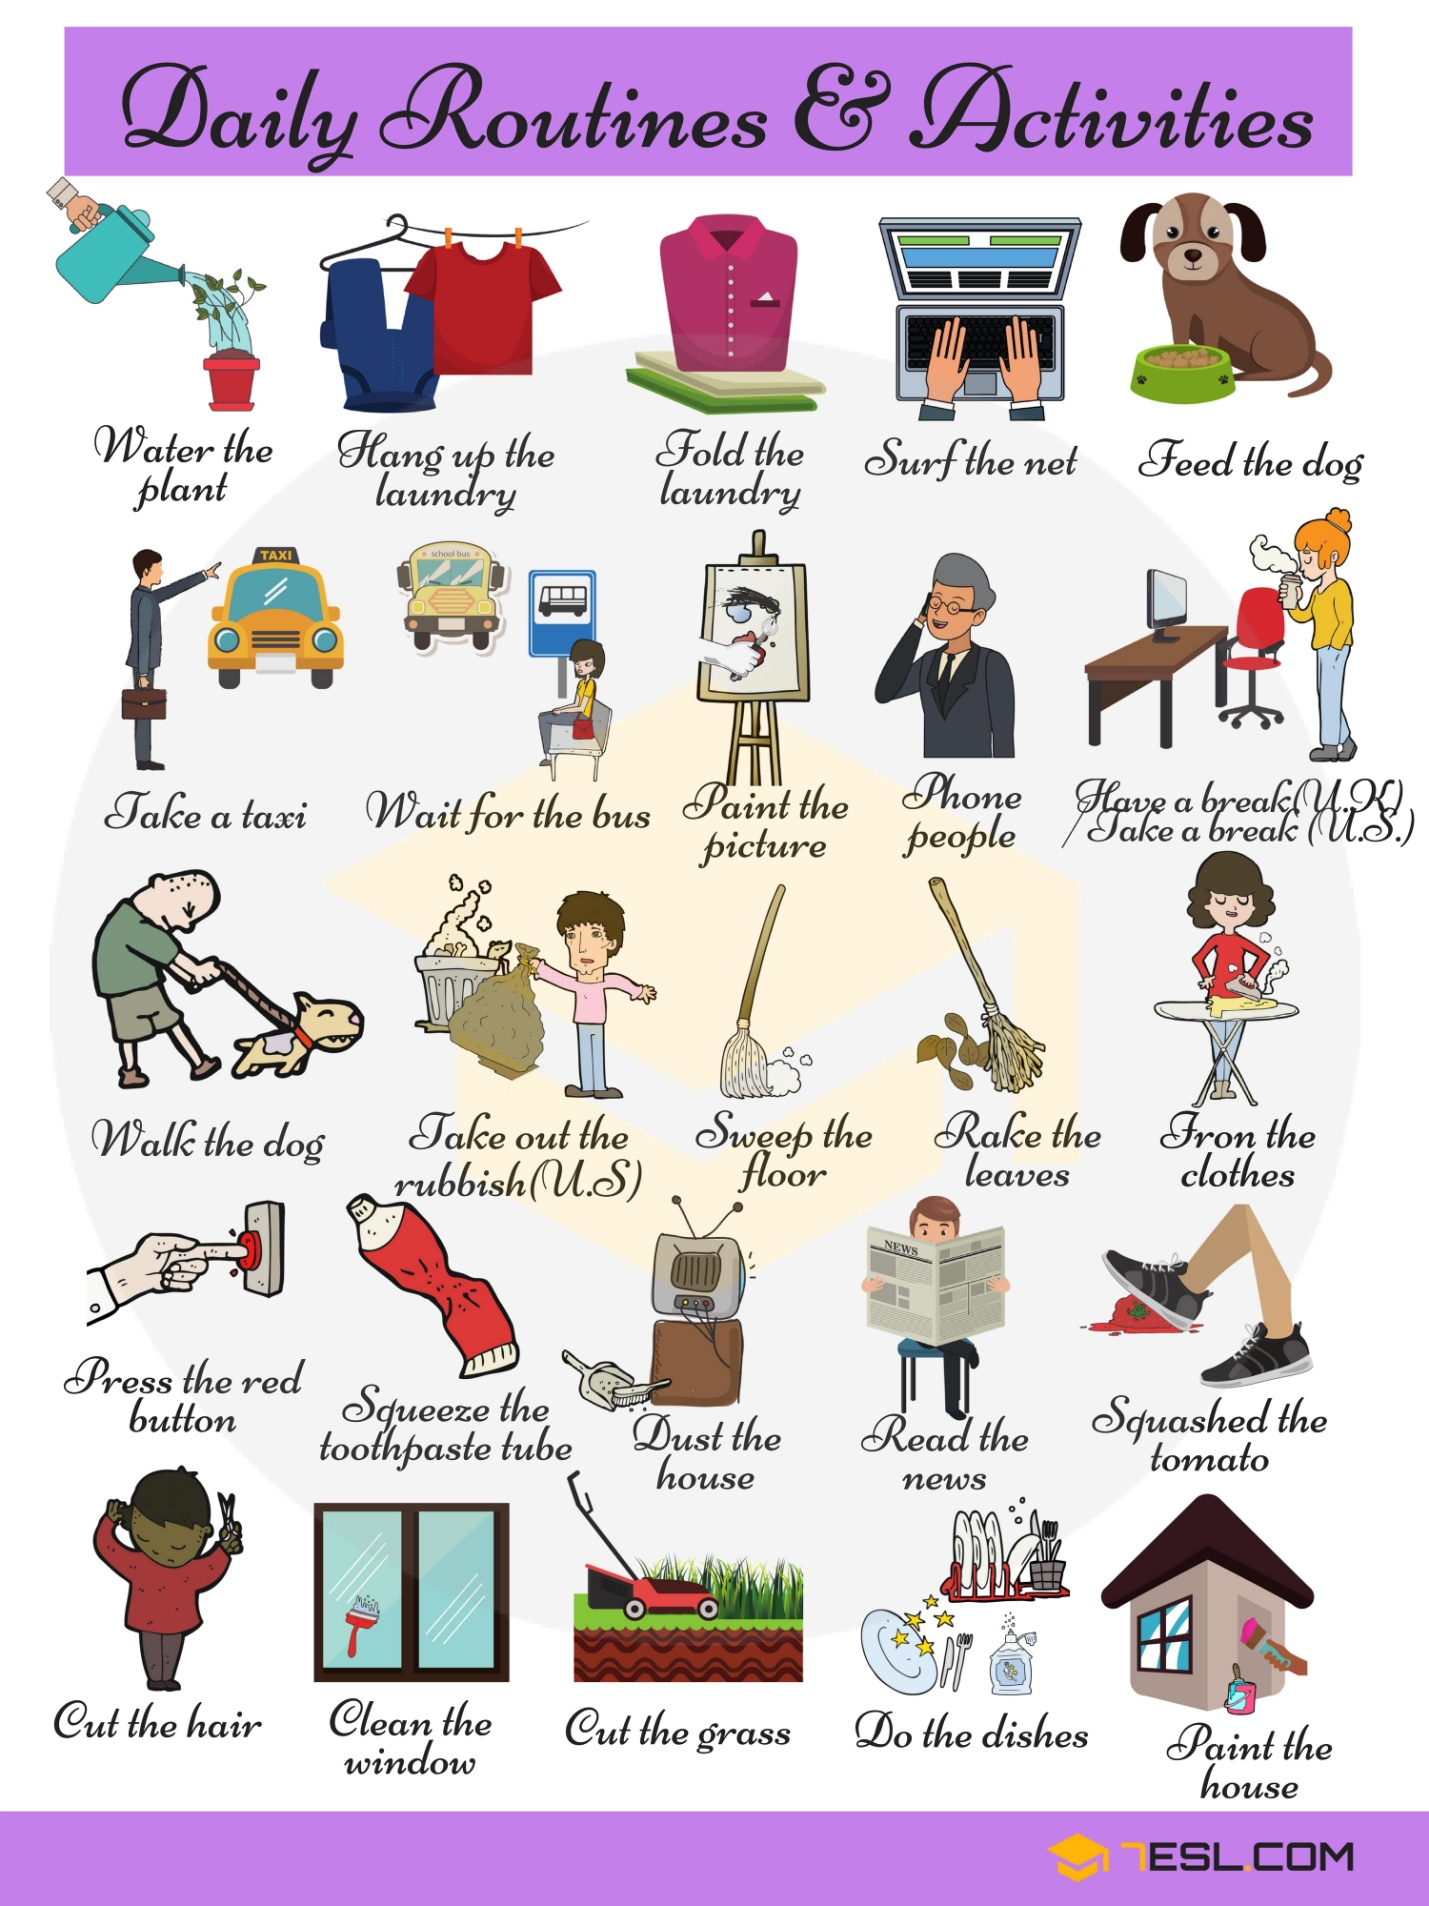 Daily Routines & Activities
Water the
plant
Hang up the
laundry
Fold the
laundry
Surf the net
Feed the dog
TAXI
school bus
Take a taxi
Wait for the bus
Paint the
picture
Phone
people
Have a break(U.K)
/Take a break (U.S.)
Walk the dog
Take out the
rubbish(U.S)
Sweep the
floor
Rake the
leaves
Iron the
clothes
NEWS
Press the red
button
Squeeze the
toothpaste tube
Dust the
house
Read the
news
Squashed the
tomato
Cut the hair
Clean the
window
Cut the grass
Do the dishes
Paint the
house
7ESL.COM